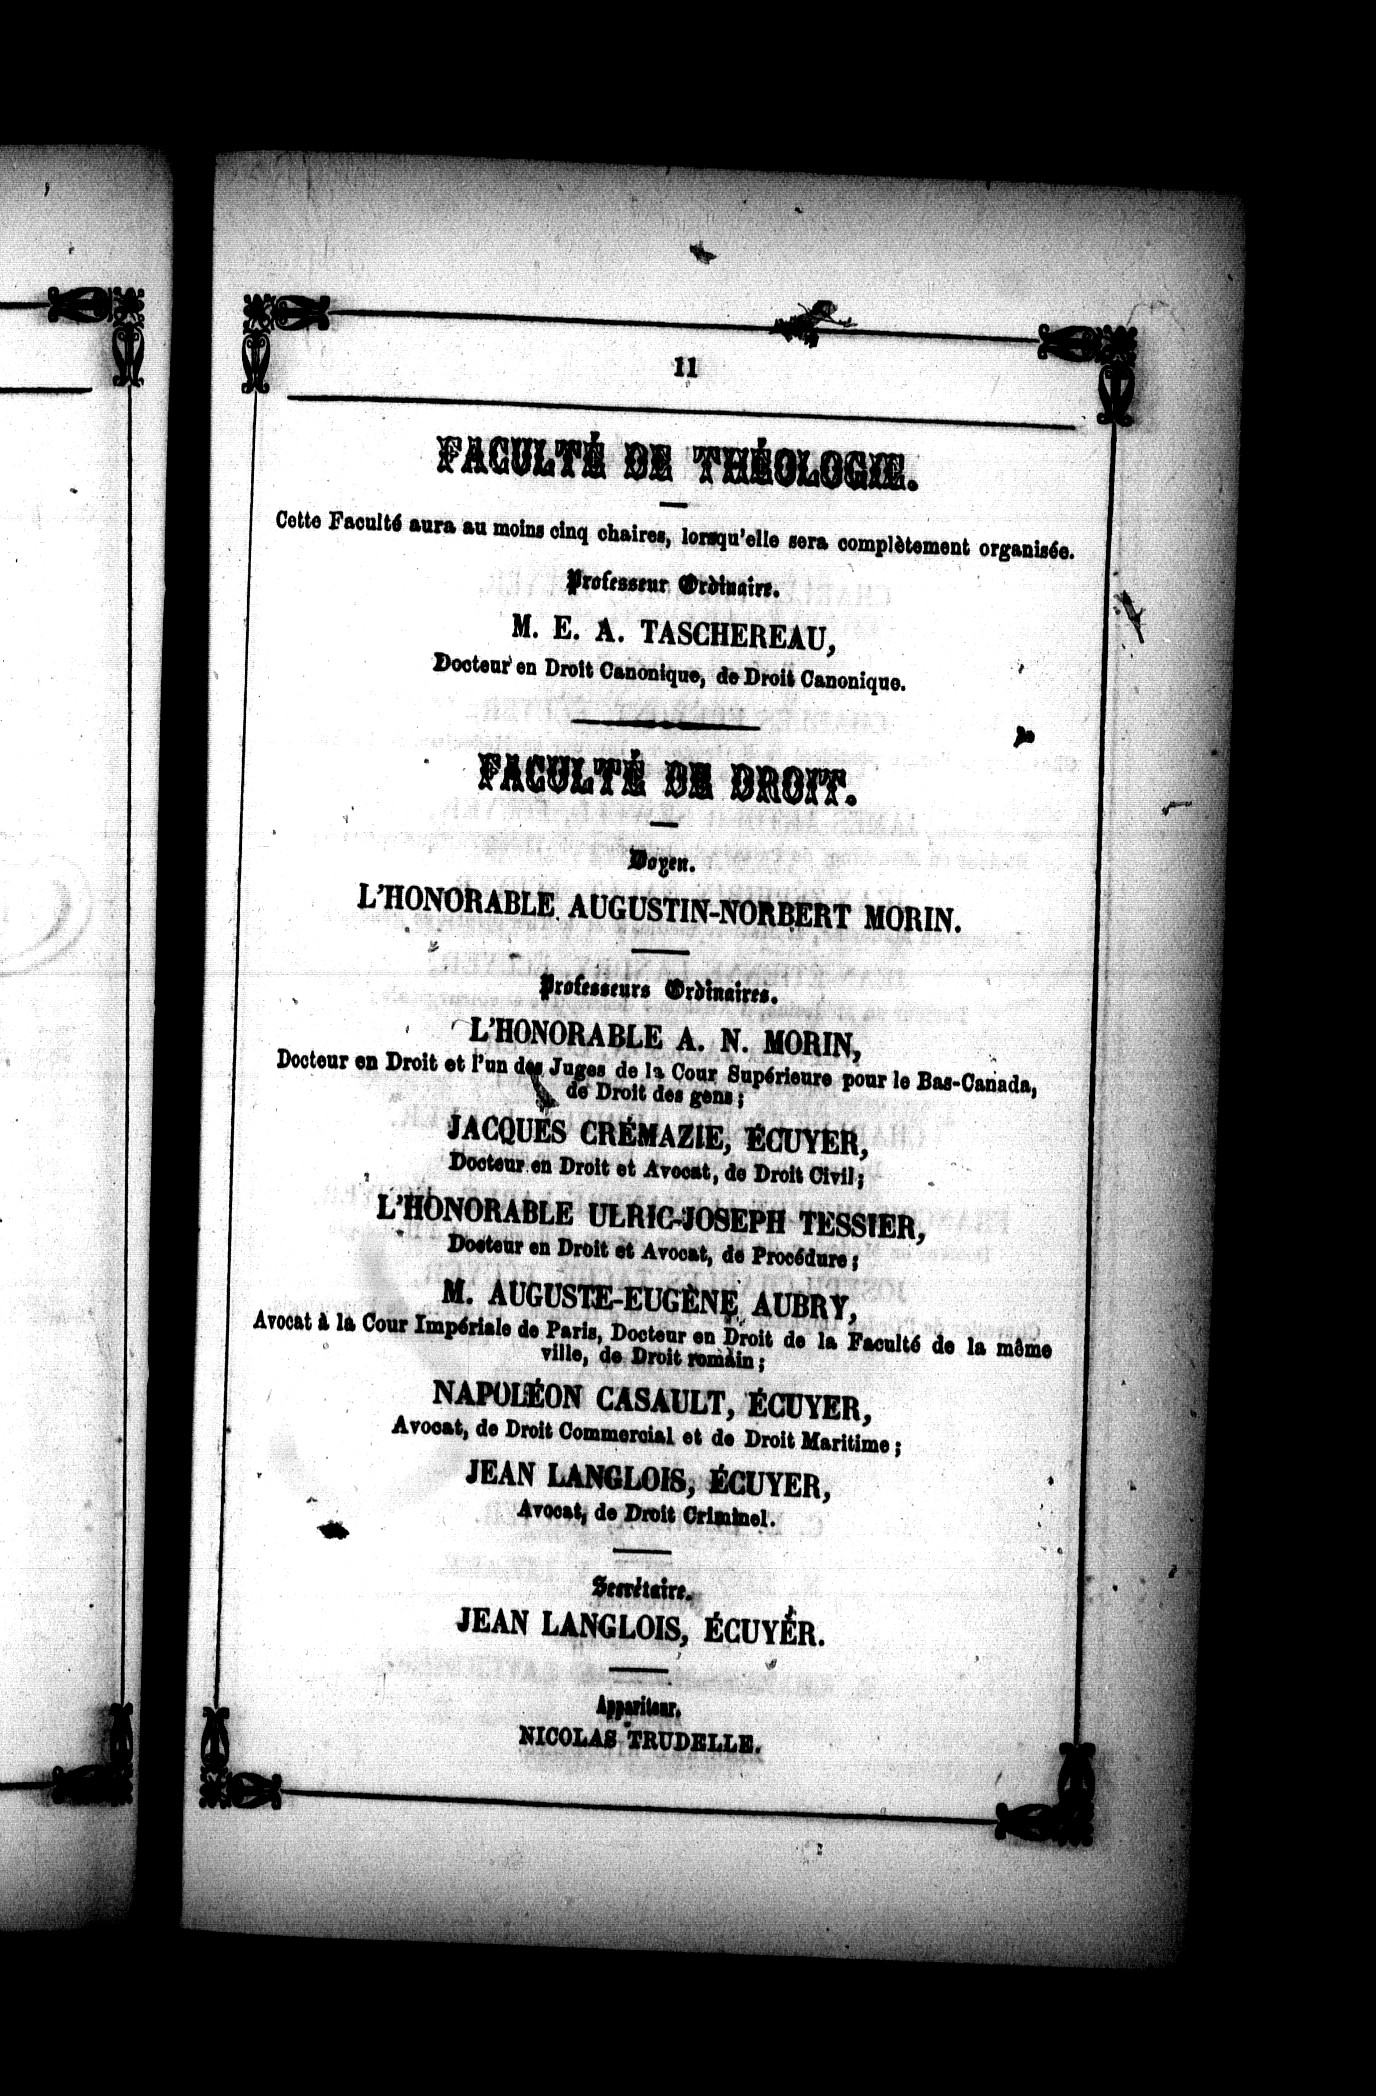 11
FACULTÉ DE THÉOLOGIE.
Cette Faculté aura au moins cinq chaires, lorsqu'elle sera complètement organisée.
Professeur Ordinaire.
M. E. A. TASCHEREAU,
Docteur en Droit Canonique, de Droit Canonique.
FACULTÉ DE DROIT.
Doyen.
L'HONORABLE AUGUSTIN-NORBERT MORIN.
Professeurs Ordinaires.
L'HONORABLE A. N. MORIN,
Docteur en Droit et l'un des Juges de la Cour Supérieure pour le Bas-Canada,
de Droit des gens;
JACQUES CRÉMAZIE, ÉCUYER,
Docteur en Droit et Avocat, de Droit Civil;
L'HONORABLE ULRIC-JOSEPH TESSIER,
Docteur en Droit et Avocat, de Procédure;
M. AUGUSTE-EUGÈNE AUBRY,
Avocat à la Cour Impériale de Paris, Docteur en Droit de la Faculté de la même
ville, de Droit romain;
NAPOLÉON CASAULT, ÉCUYER,
Avocat, de Droit Commercial et de Droit Maritime;
JEAN LANGLOIS, ÉCUYER,
Avocat, de Droit Criminel.
Secrétaire.
JEAN LANGLOIS, ÉCUYER.
Appariteur.
NICOLAS TRUDELLE.